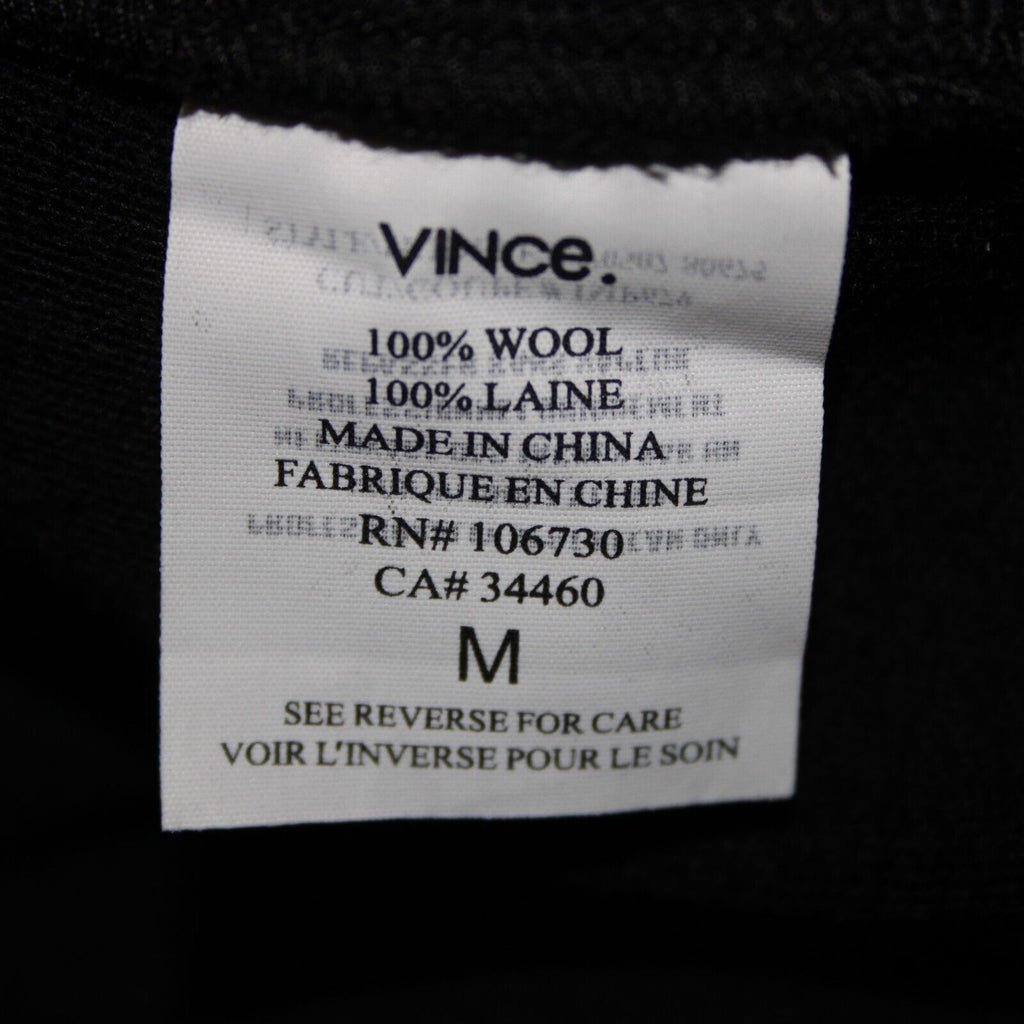 VINce.
100% WOOL
100% LAINE
MADE IN CHINA
FABRIQUE EN CHINE
RN# 106730
CA# 34460
M
SEE REVERSE FOR CARE
VOIR L'INVERSE POUR LE SOIN